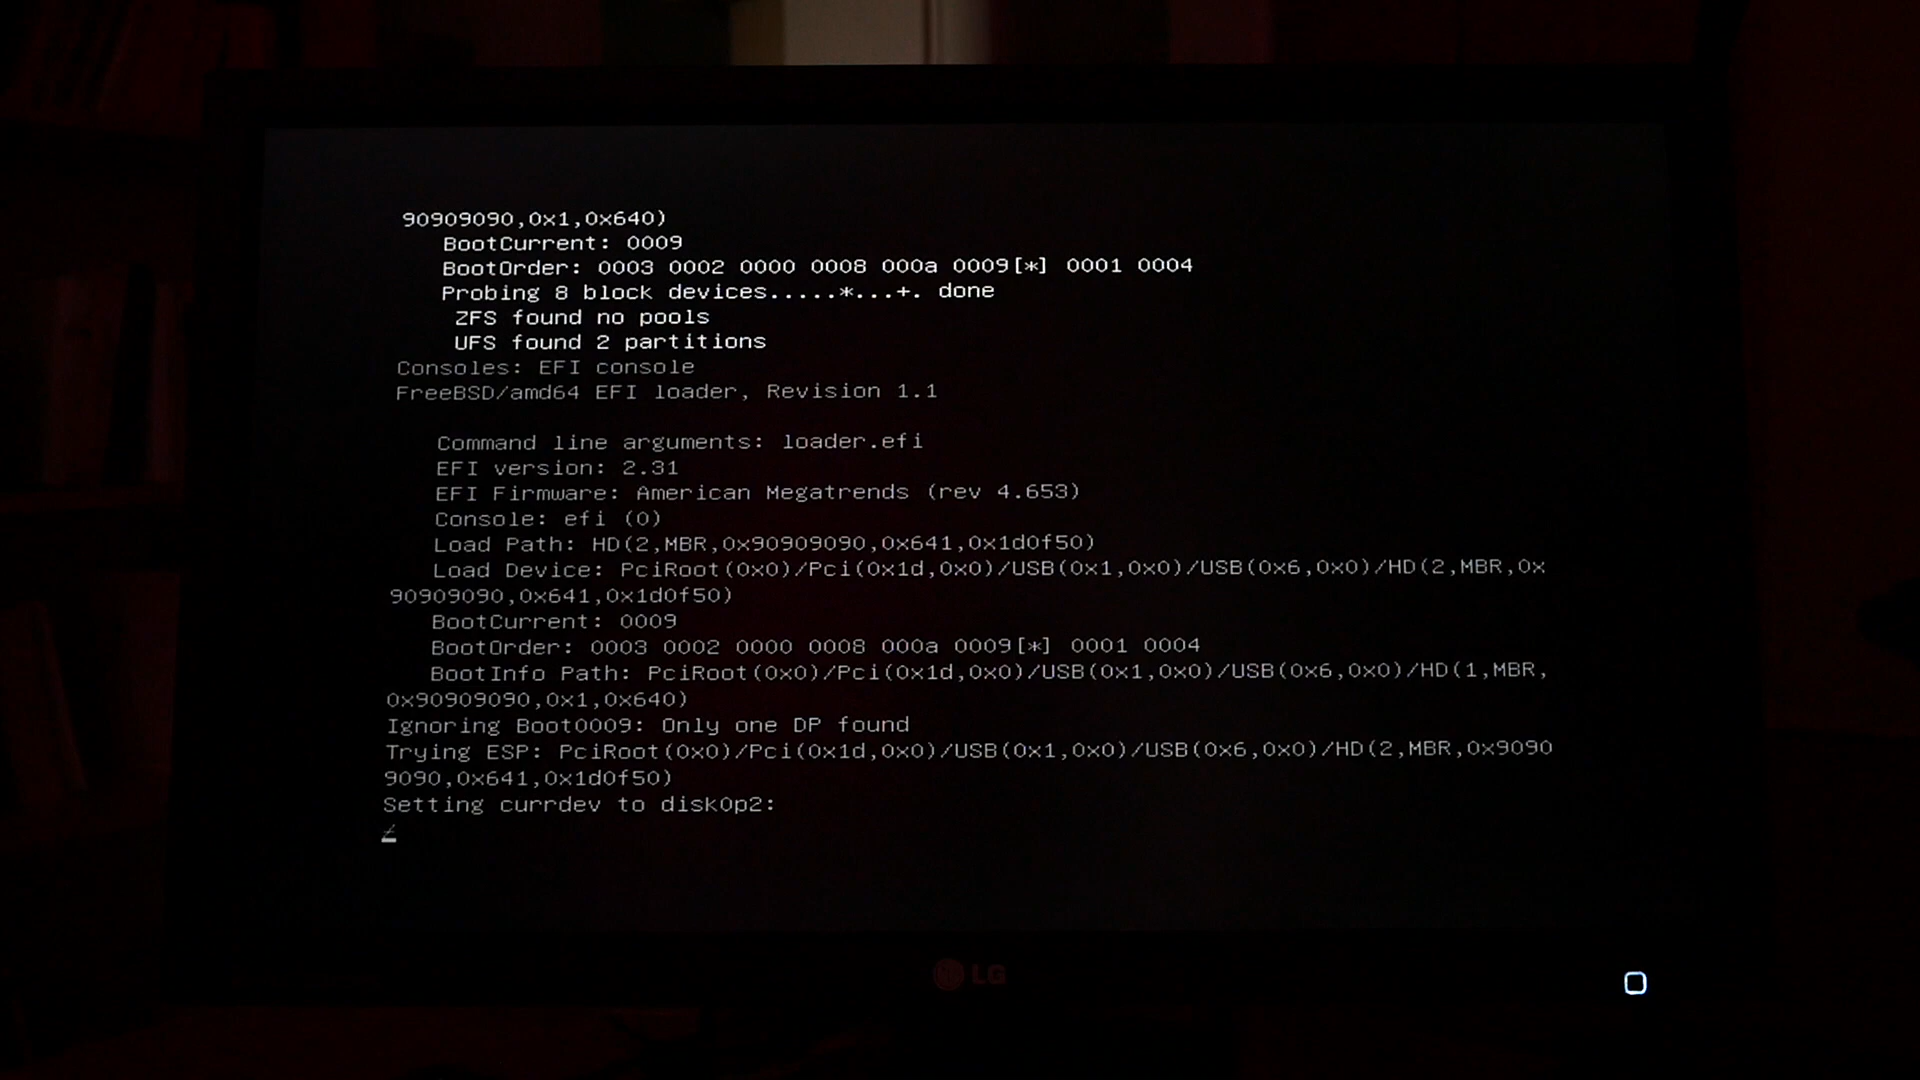 90909090,0x1,0x640)
BootCurrent: 0009
BootOrder: 0003 0002 0000 0008 000a 0009[*] 0001 0004
Probing 8 block devices.....*...+. done
ZFS found no pools
UFS found 2 partitions
Consoles: EFI console
FreeBSD/amd64 EFI loader, Revision 1.1
Command line arguments: loader.efi
EFI version: 2.31
EFI Firmware: American Megatrends (rev 4.653)
Console: efi (0)
Load Path: HD(2,MBR,0x90909090,0x641,0x1d0f50)
Load Device: PciRoot(0x0)/Pci(0x1d,0x0)/USB(0x1,0x0)/USB(0x6,0x0)/HD(2,MBR,0x
90909090,0x641,0x1d0f50)
BootCurrent: 0009
BootOrder: 0003 0002 0000 0008 000a 0009[*] 0001 0004
BootInfo Path: PciRoot(0x0)/Pci(0x1d,0x0)/USB(0x1,0x0)/USB(0x6,0x0)/HD(1,MBR,
0x90909090,0x1,0x640)
Ignoring Boot0009: Only one DP found
Trying ESP: PciRoot(0x0)/Pci(0x1d,0x0)/USB(0x1,0x0)/USB(0x6,0x0)/HD(2,MBR,0x9090
9090,0x641,0x1d0f50)
Setting currdev to disk0p2:
LG